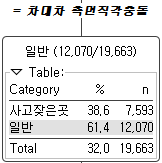 = 차대차 측면직각충돌
일반 (12,070/19,663)
Table:
Category % n
사고잦은곳 38,6 7,593
일반 61,4 12,070
Total 32,0 19,663